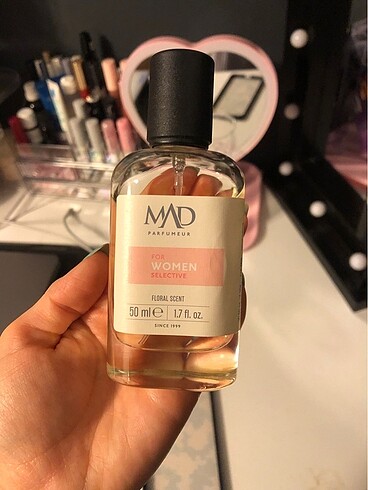 MAD
PARFUMEUR
FOR
WOMEN
SELECTIVE
FLORAL SCENT
50 ml℮ 1.7 fl. oz.
SINCE 1999